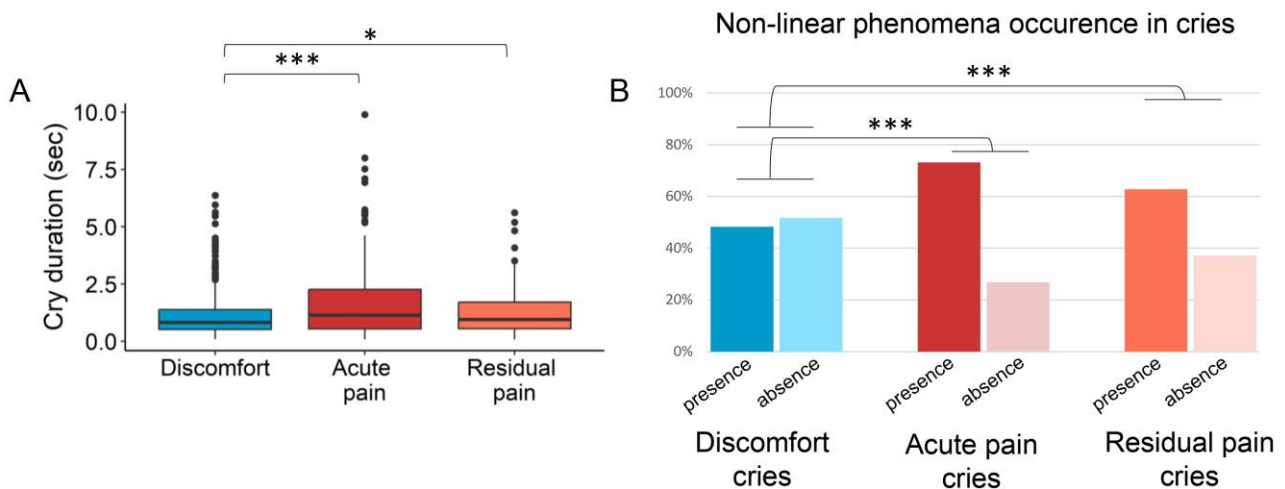 A
*
***
Cry duration (sec)
10.0
7.5
5.0
2.5
0.0
Discomfort
Acute
pain
Residual
pain
Non-linear phenomena occurence in cries
B
***
***
100%
80%
60%
40%
20%
0%
presence
absence
presence
absence
presence
absence
Discomfort
cries
Acute pain
cries
Residual pain
cries